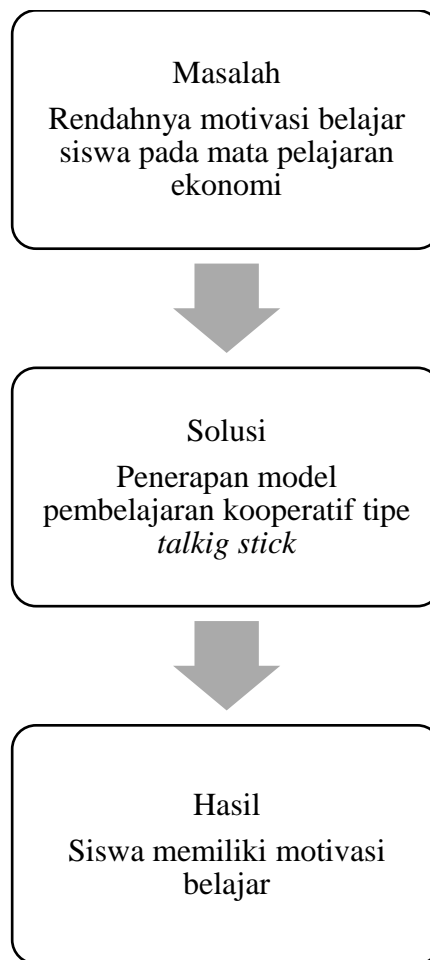 Masalah
Rendahnya motivasi belajar
siswa pada mata pelajaran
ekonomi
Solusi
Penerapan model
pembelajaran kooperatif tipe
talkig stick
Hasil
Siswa memiliki motivasi
belajar